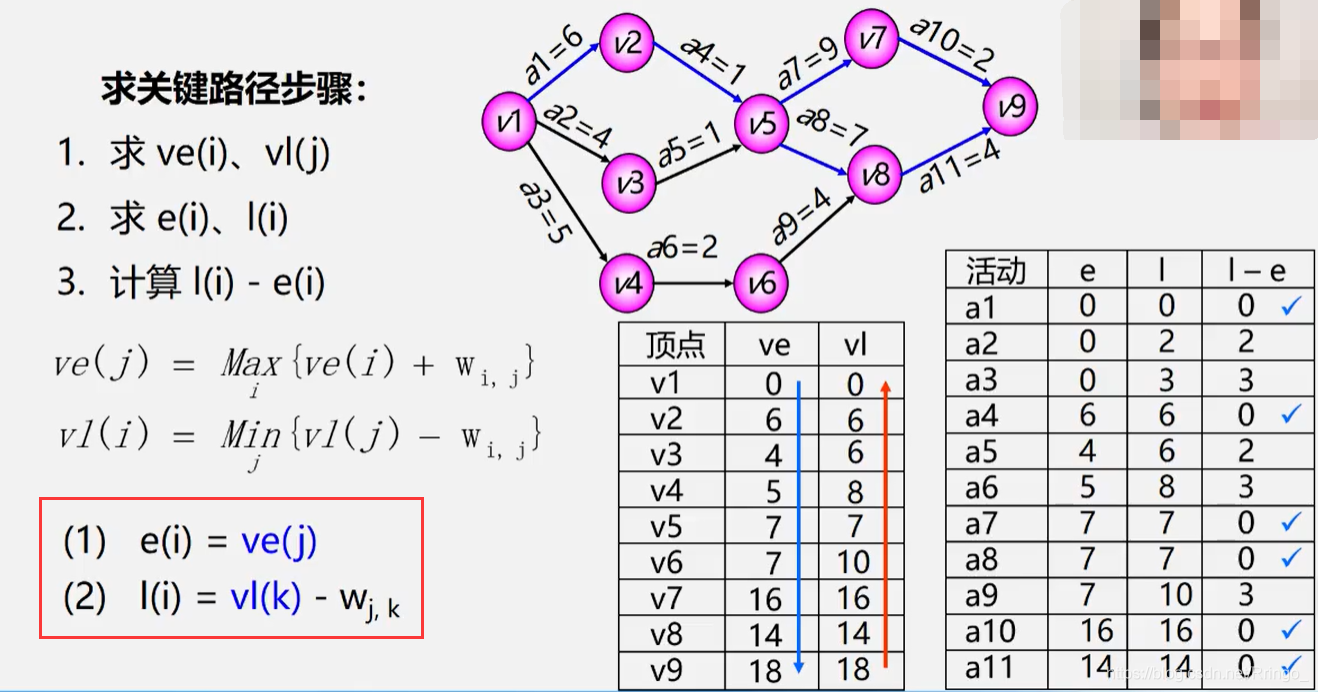 求关键路径步骤：
1. 求 ve(i)、vl(j)
2. 求 e(i)、l(i)
3. 计算 l(i) - e(i)
ve(j) = Max{ve(i) + w i, j}
i
vl(i) = Min{vl(j) − w i, j}
j
(1) e(i) = ve(j)
(2) l(i) = vl(k) - w j, k
v1
v2
v3
v4
v5
v6
v7
v8
v9
a1=6
a2=4
a3=5
a4=1
a5=1
a6=2
a7=9
a8=7
a9=4
a10=2
a11=4
顶点 ve vl
v1 0 0
v2 6 6
v3 4 6
v4 5 8
v5 7 7
v6 7 10
v7 16 16
v8 14 14
v9 18 18
活动 e l l – e
a1 0 0 0 ✓
a2 0 2 2
a3 0 3 3
a4 6 6 0 ✓
a5 4 6 2
a6 5 8 3
a7 7 7 0 ✓
a8 7 7 0 ✓
a9 7 10 3
a10 16 16 0 ✓
a11 14 14 0 ✓
https://blog.csdn.net/Rringo_